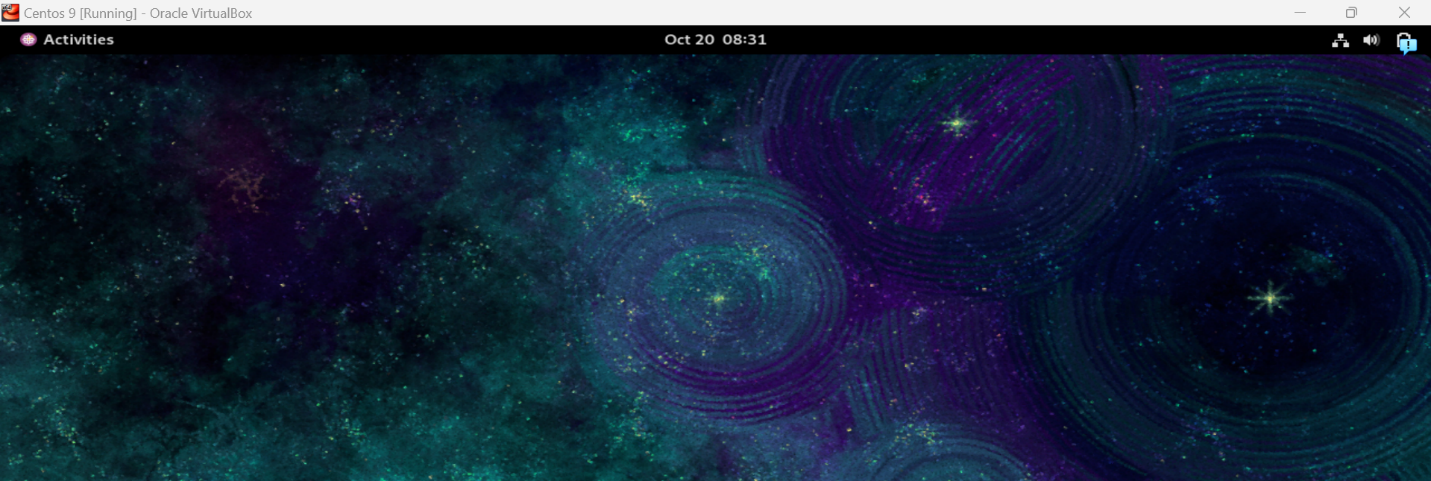 Centos 9 [Running] - Oracle VirtualBox
Activities
Oct 20 08:31